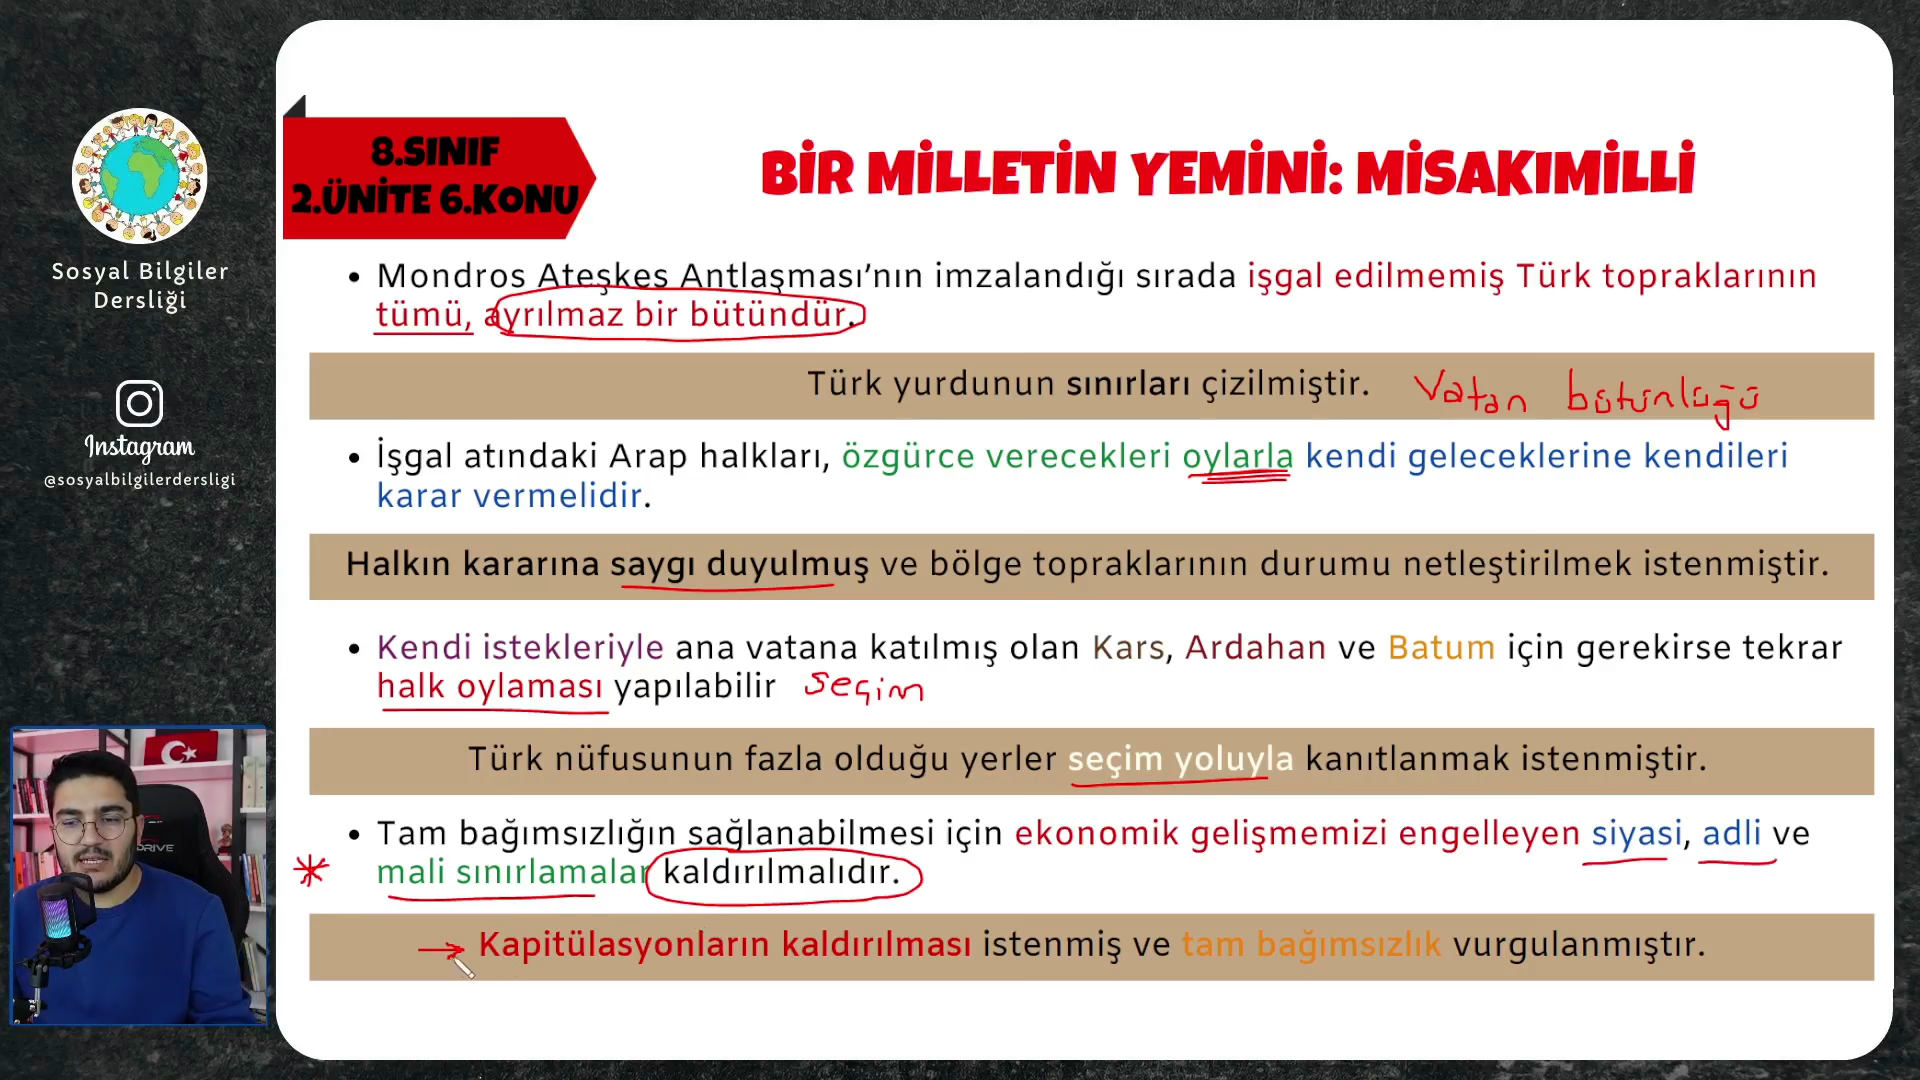 8.SINIF
2.ÜNİTE 6.KONU
BİR MİLLETİN YEMİNİ: MİSAKIMİLLİ
Sosyal Bilgiler
Dersliği
Instagram
@sosyalbilgilerdersligi
• Mondros Ateşkes Antlaşması’nın imzalandığı sırada işgal edilmemiş Türk topraklarının
tümü, ayrılmaz bir bütündür.
Türk yurdunun sınırları çizilmiştir. Vatan bütünlüğü
• İşgal atındaki Arap halkları, özgürce verecekleri oylarla kendi geleceklerine kendileri
karar vermelidir.
Halkın kararına saygı duyulmuş ve bölge topraklarının durumu netleştirilmek istenmiştir.
• Kendi istekleriyle ana vatana katılmış olan Kars, Ardahan ve Batum için gerekirse tekrar
halk oylaması yapılabilir seçim
Türk nüfusunun fazla olduğu yerler seçim yoluyla kanıtlanmak istenmiştir.
• Tam bağımsızlığın sağlanabilmesi için ekonomik gelişmemizi engelleyen siyasi, adli ve
mali sınırlamalar kaldırılmalıdır.
→ Kapitülasyonların kaldırılması istenmiş ve tam bağımsızlık vurgulanmıştır.
DRIVE